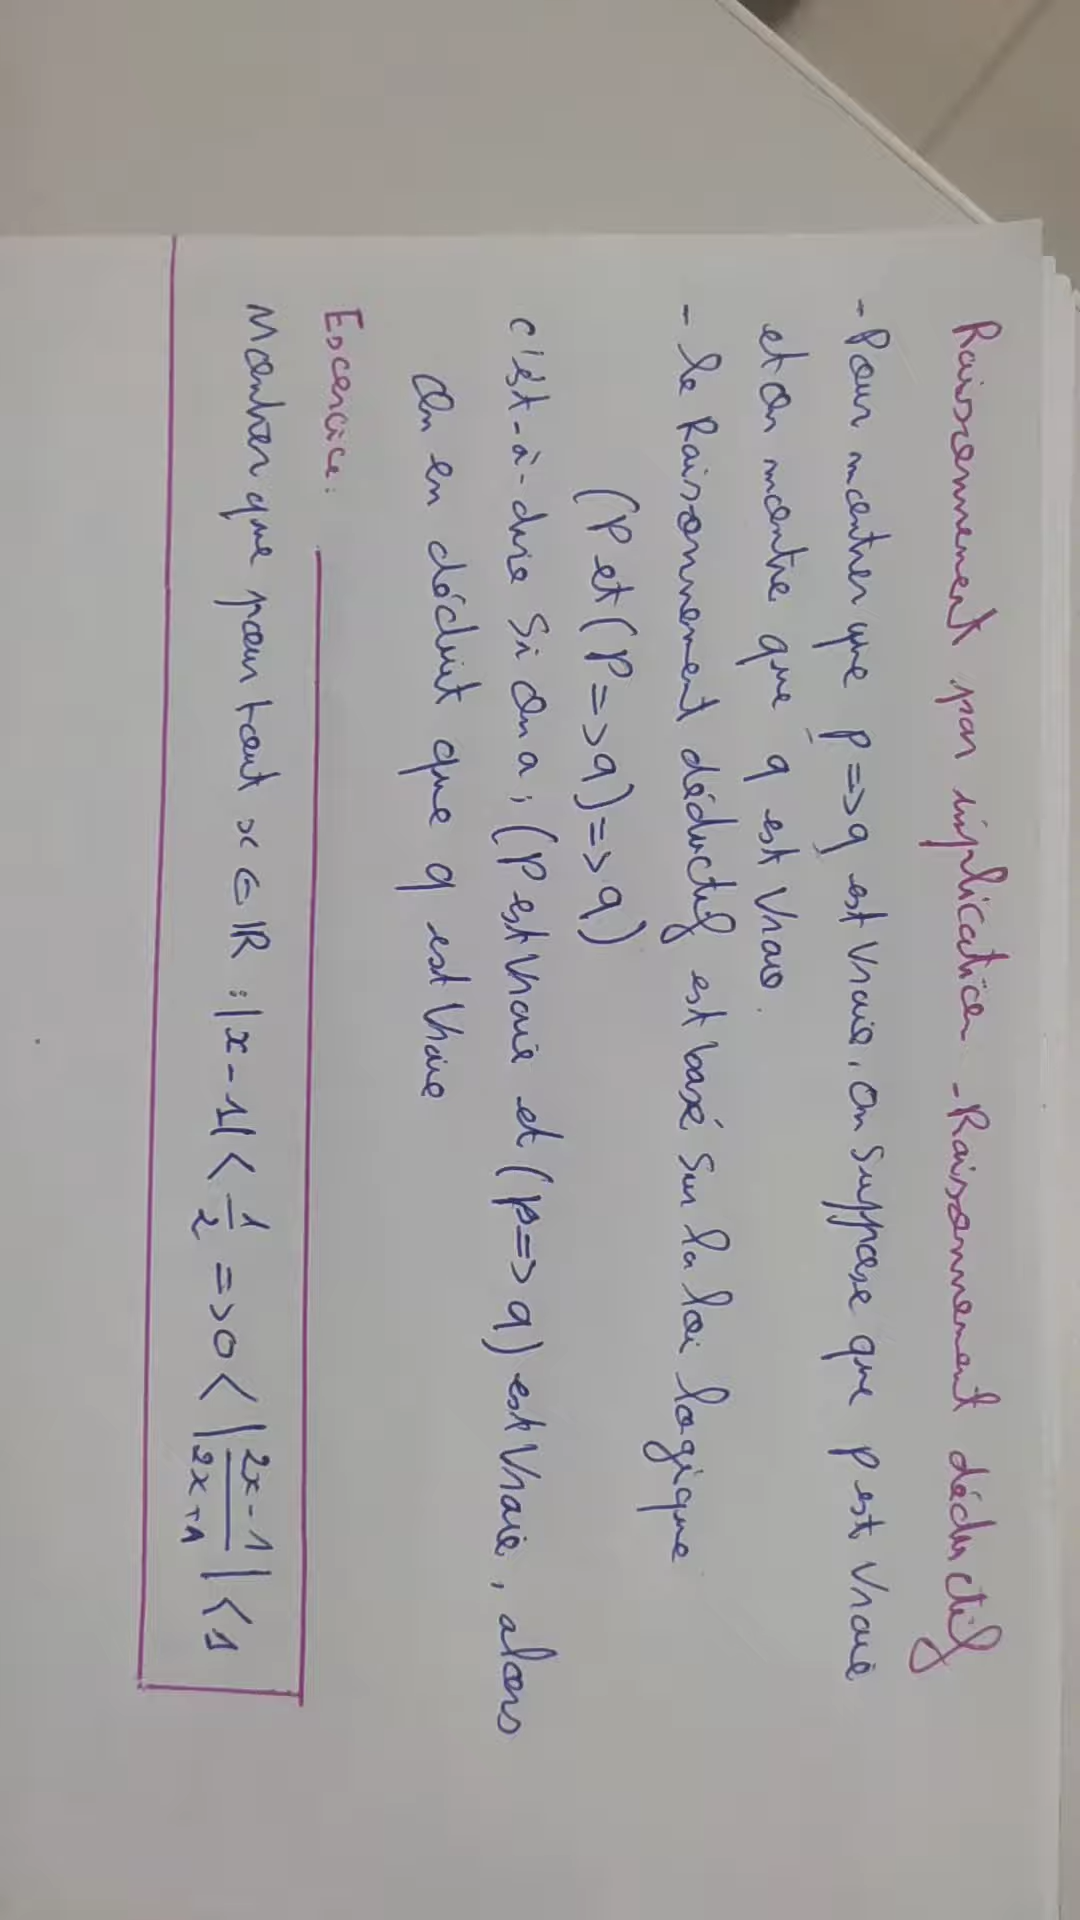 Raisonnement par implication - Raisonnement déductif
- Pour montrer que p => q est Vraie, on suppose que p est Vraie
et on montre que q est Vraie.
- le Raisonnement déductif est basé sur la loi logique
(p et (p => q) => q)
c'est-à-dire Si on a ; (p est Vraie et (p => q) est Vraie, alors
on en déduit que q est Vraie
Exercice :
Montrer que pour tout x ∈ ℝ : |x - 1| < 1/2 => 0 < |(2x - 1)/(2x + 1)| < 1